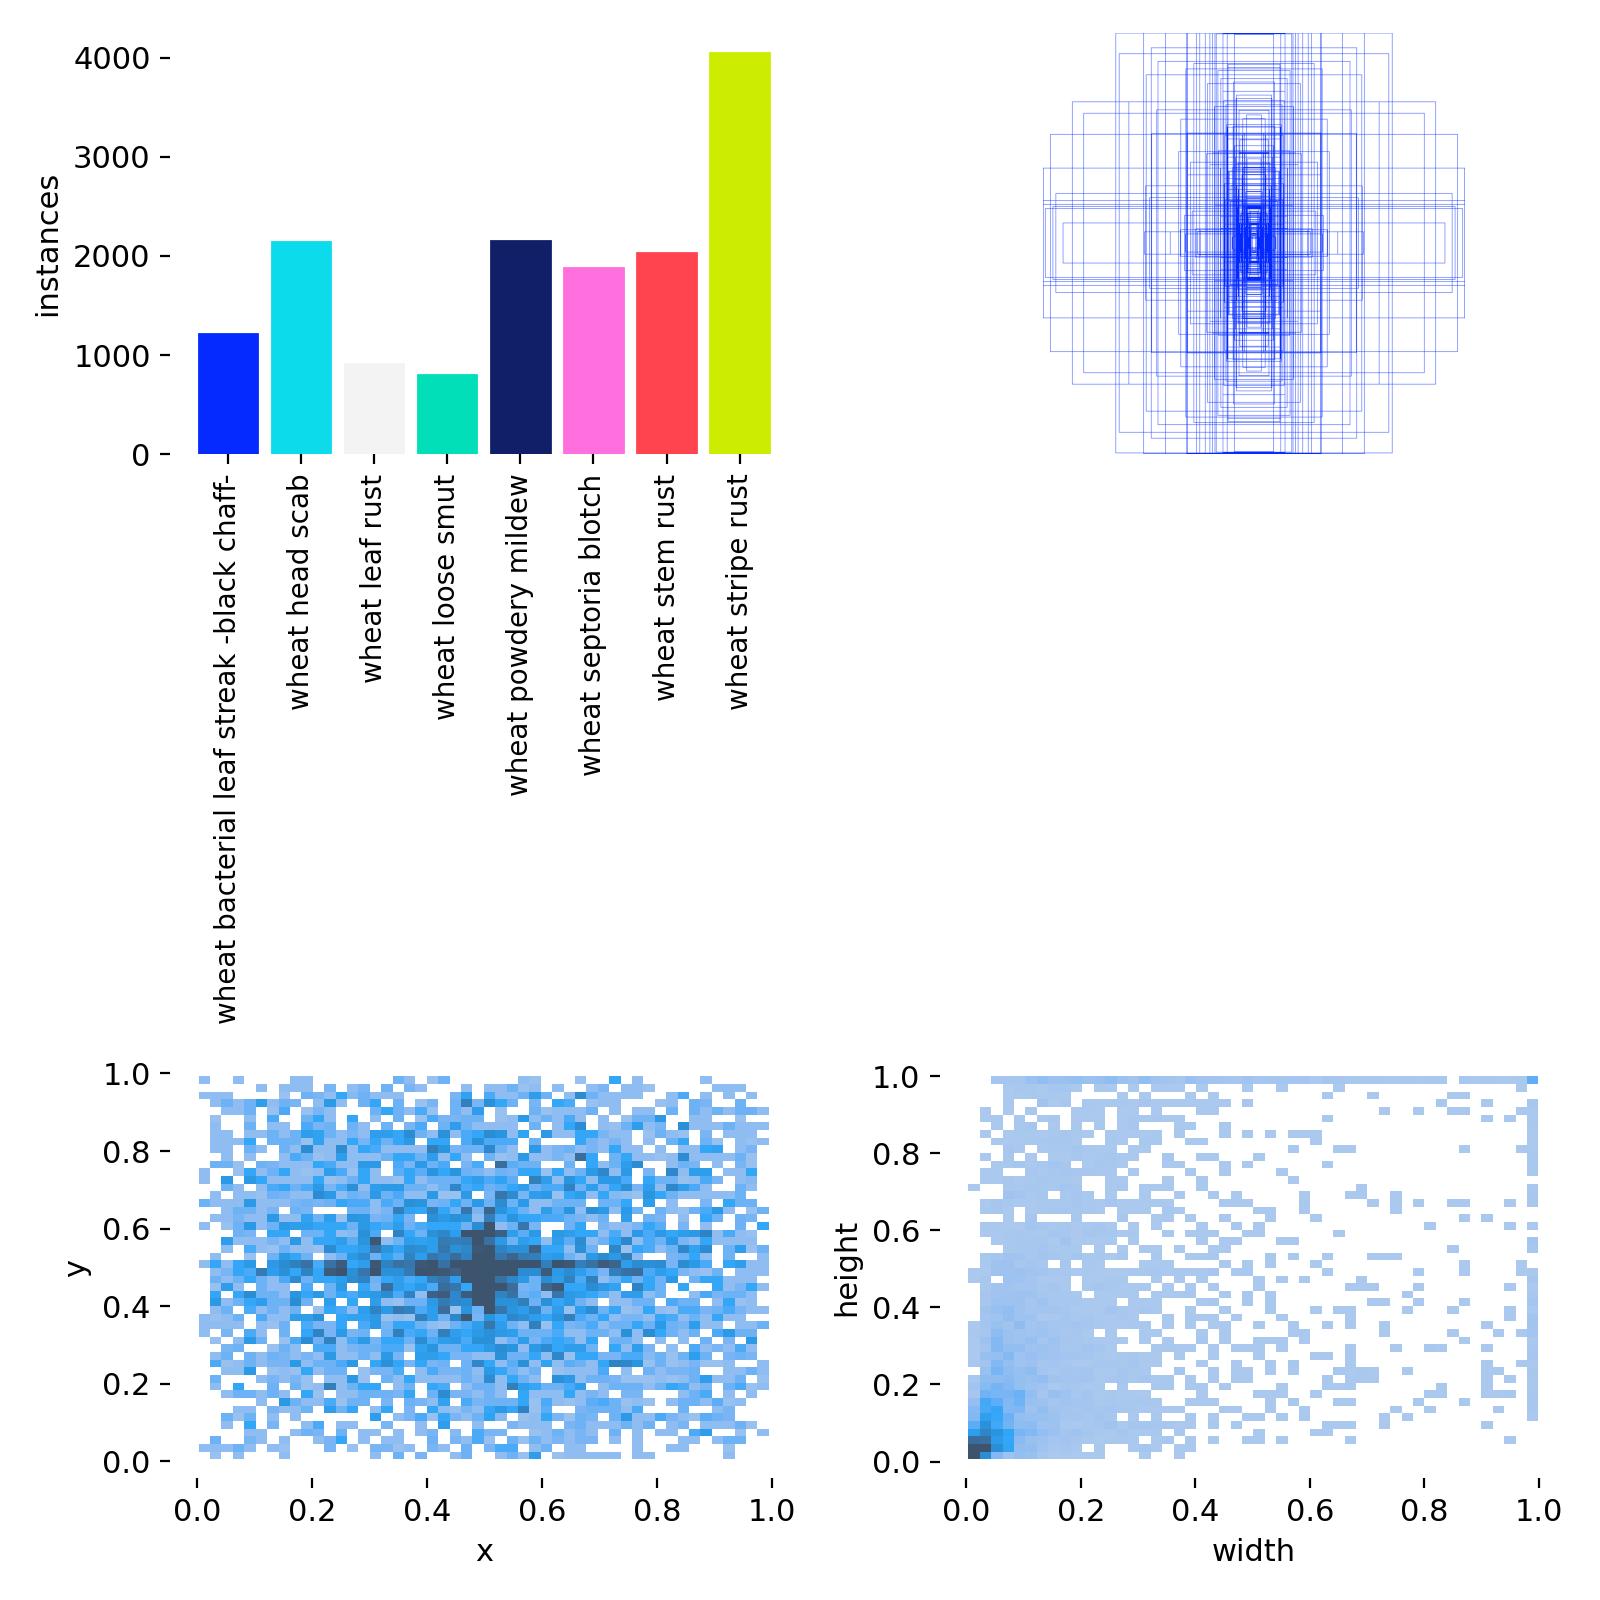 4000
3000
2000
1000
0
instances
wheat bacterial leaf streak -black chaff-
wheat head scab
wheat leaf rust
wheat loose smut
wheat powdery mildew
wheat septoria blotch
wheat stem rust
wheat stripe rust
1.0
0.8
0.6
0.4
0.2
0.0
y
0.0 0.2 0.4 0.6 0.8 1.0
x
1.0
0.8
0.6
0.4
0.2
0.0
height
0.0 0.2 0.4 0.6 0.8 1.0
width